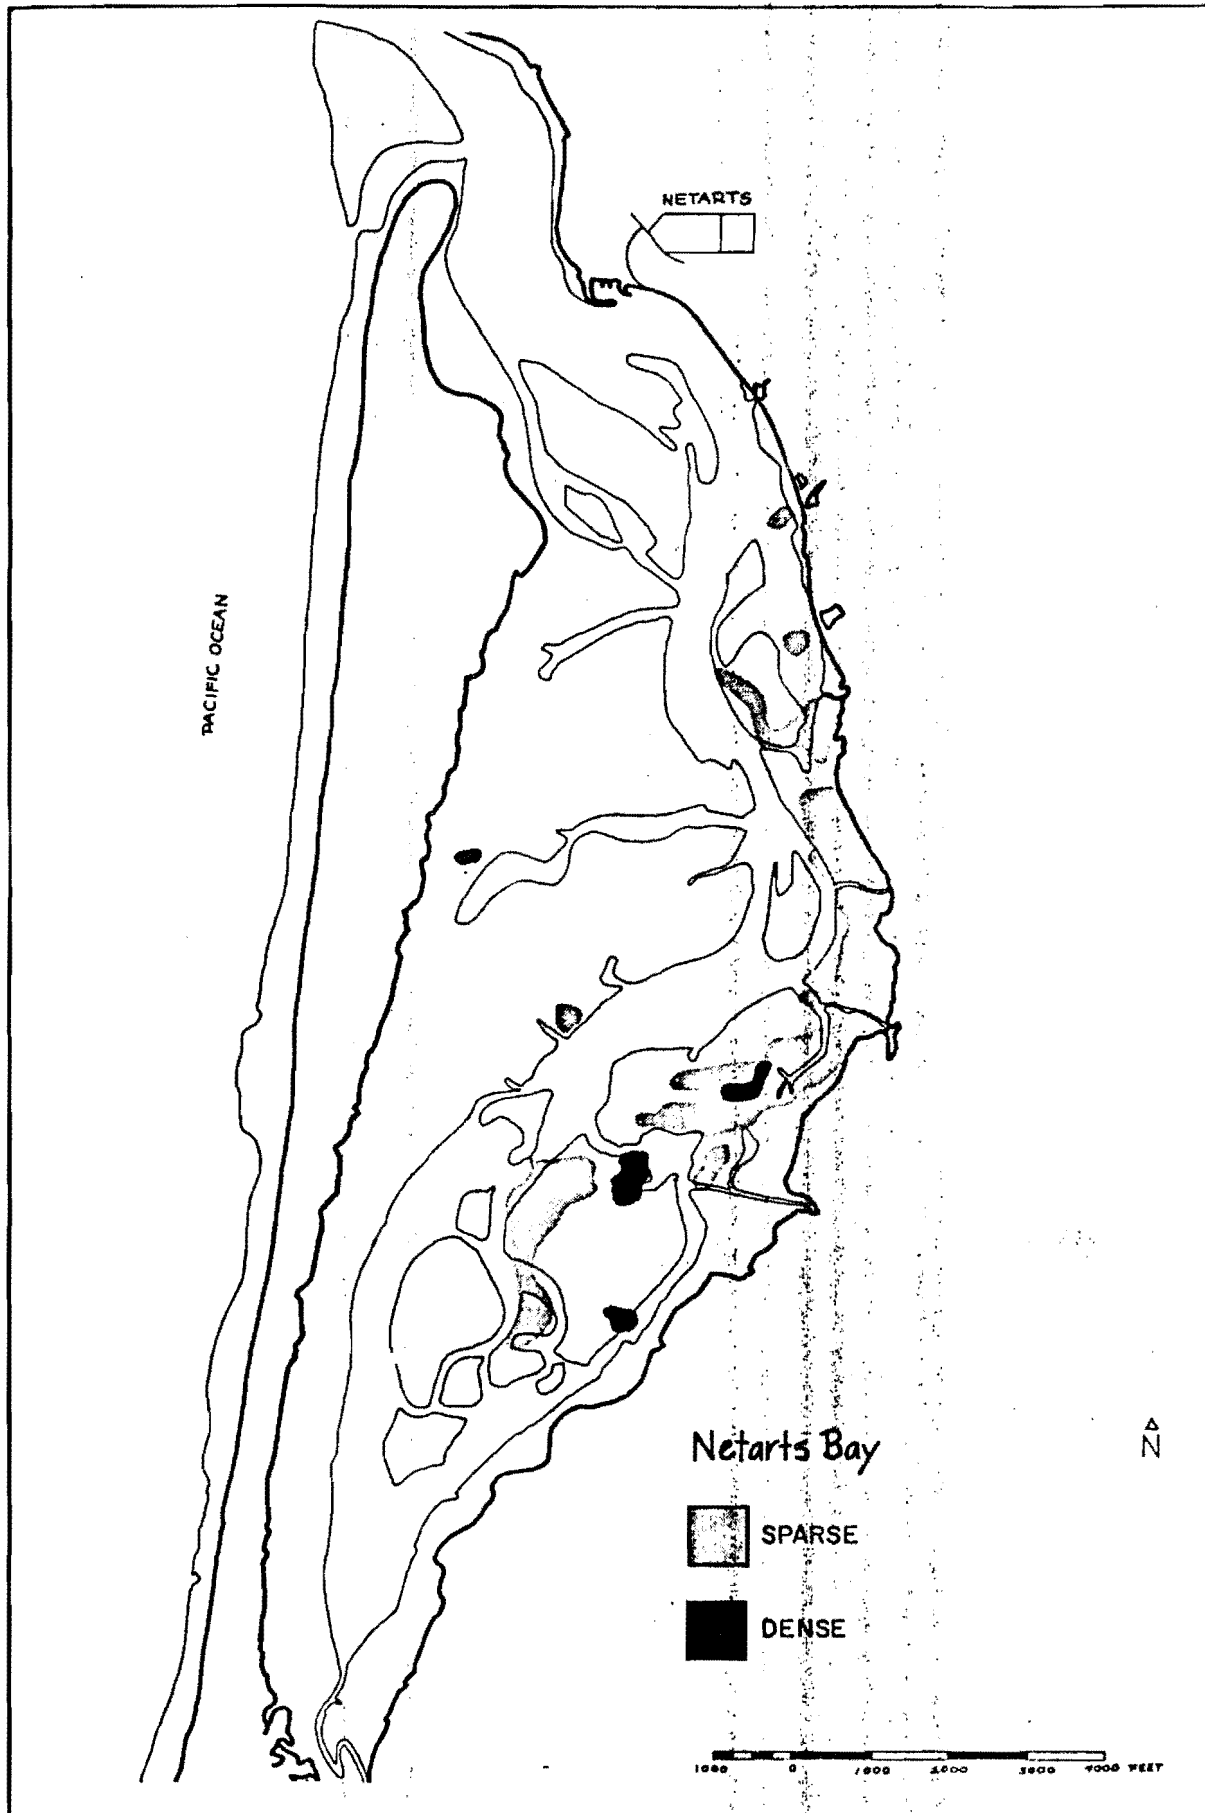 NETARTS
PACIFIC OCEAN
Netarts Bay
N
SPARSE
DENSE
1000 0 1000 2000 3000 4000 FEET